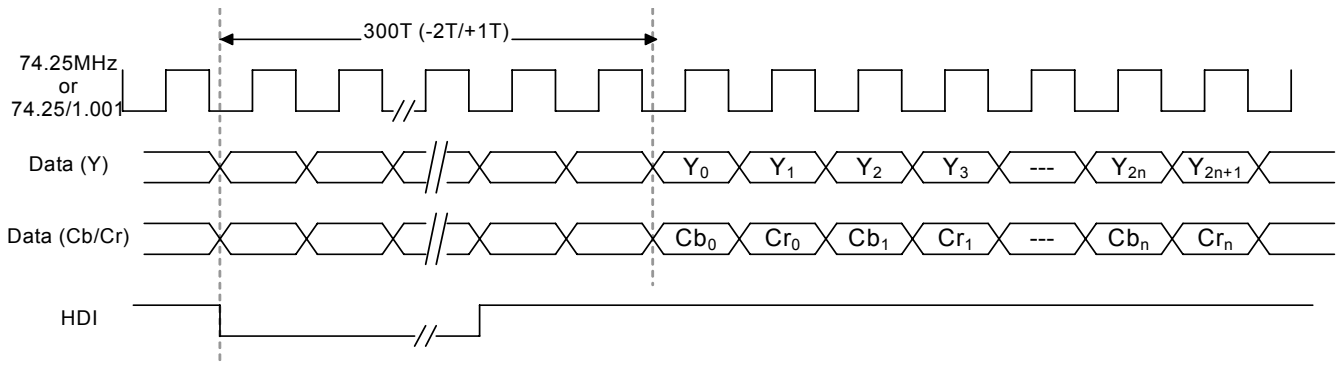 300T (-2T/+1T)
74.25MHz
or
74.25/1.001
Data (Y)
Y₀ Y₁ Y₂ Y₃ --- Y₂ₙ Y₂ₙ₊₁
Data (Cb/Cr)
Cb₀ Cr₀ Cb₁ Cr₁ --- Cbₙ Crₙ
HDI